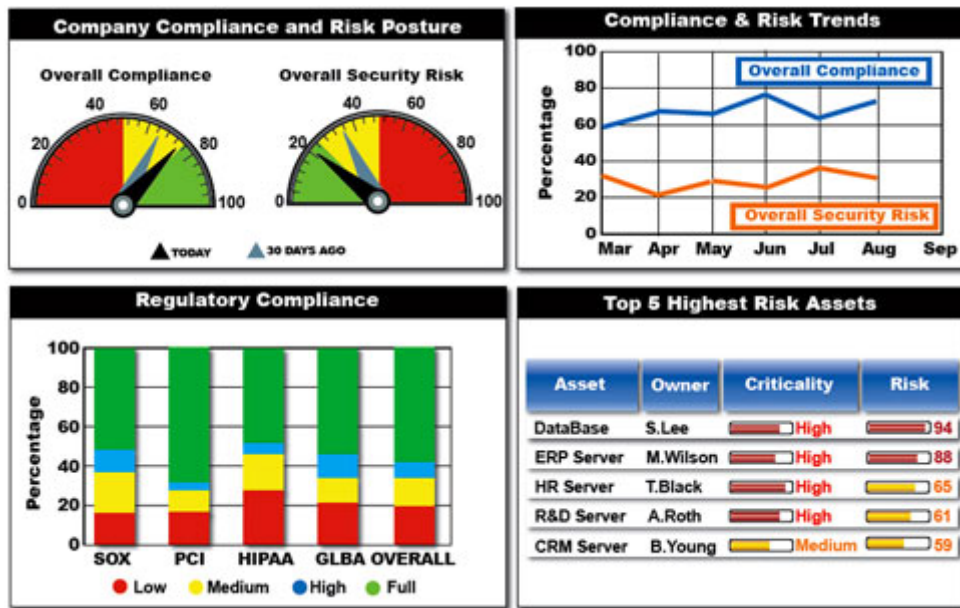 Company Compliance and Risk Posture
Overall Compliance
Overall Security Risk
0 20 40 60 80 100
0 20 40 60 80 100
TODAY 30 DAYS AGO
Compliance & Risk Trends
Percentage
100
80
60
40
20
0
Overall Compliance
Overall Security Risk
Mar Apr May Jun Jul Aug Sep
Regulatory Compliance
Percentage
100
80
60
40
20
0
SOX PCI HIPAA GLBA OVERALL
Low Medium High Full
Top 5 Highest Risk Assets
Asset Owner Criticality Risk
DataBase S.Lee High 94
ERP Server M.Wilson High 88
HR Server T.Black High 65
R&D Server A.Roth High 61
CRM Server B.Young Medium 59